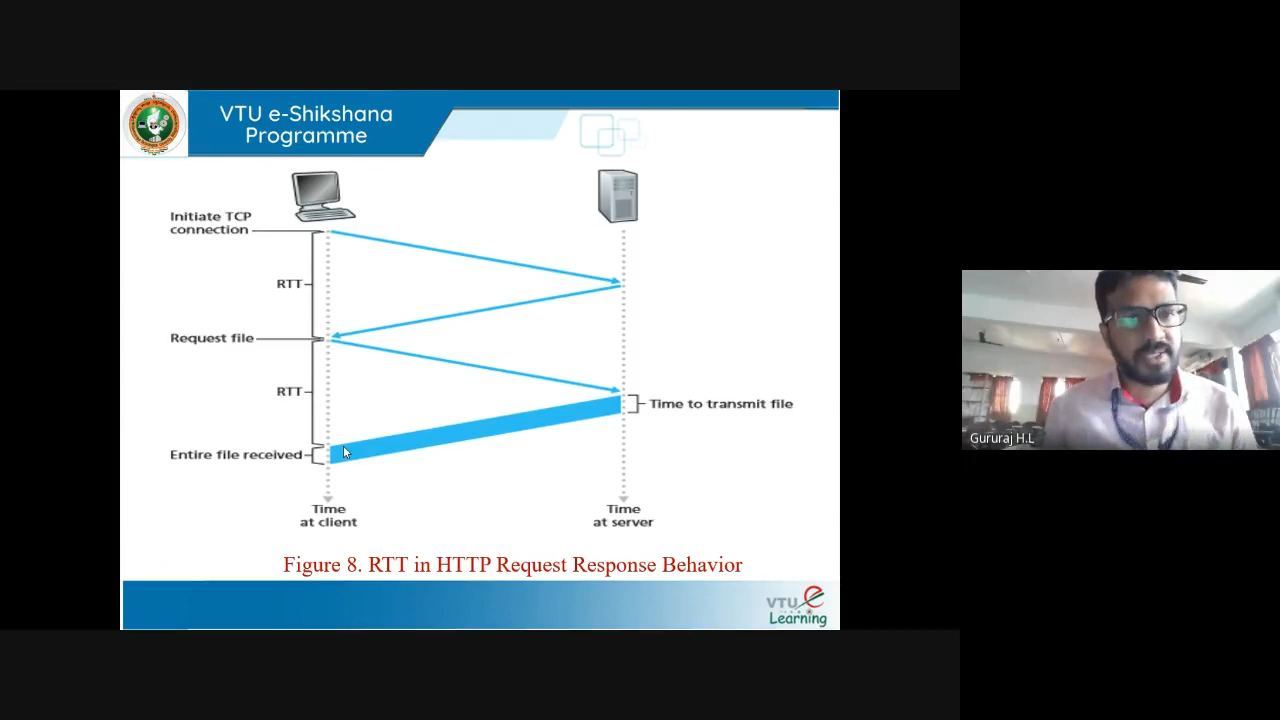 VTU e-Shikshana
Programme
Initiate TCP
connection
RTT
Request file
RTT
Time to transmit file
Entire file received
Time
at client
Time
at server
Figure 8. RTT in HTTP Request Response Behavior
VTU
e
Learning
Gururaj H.L